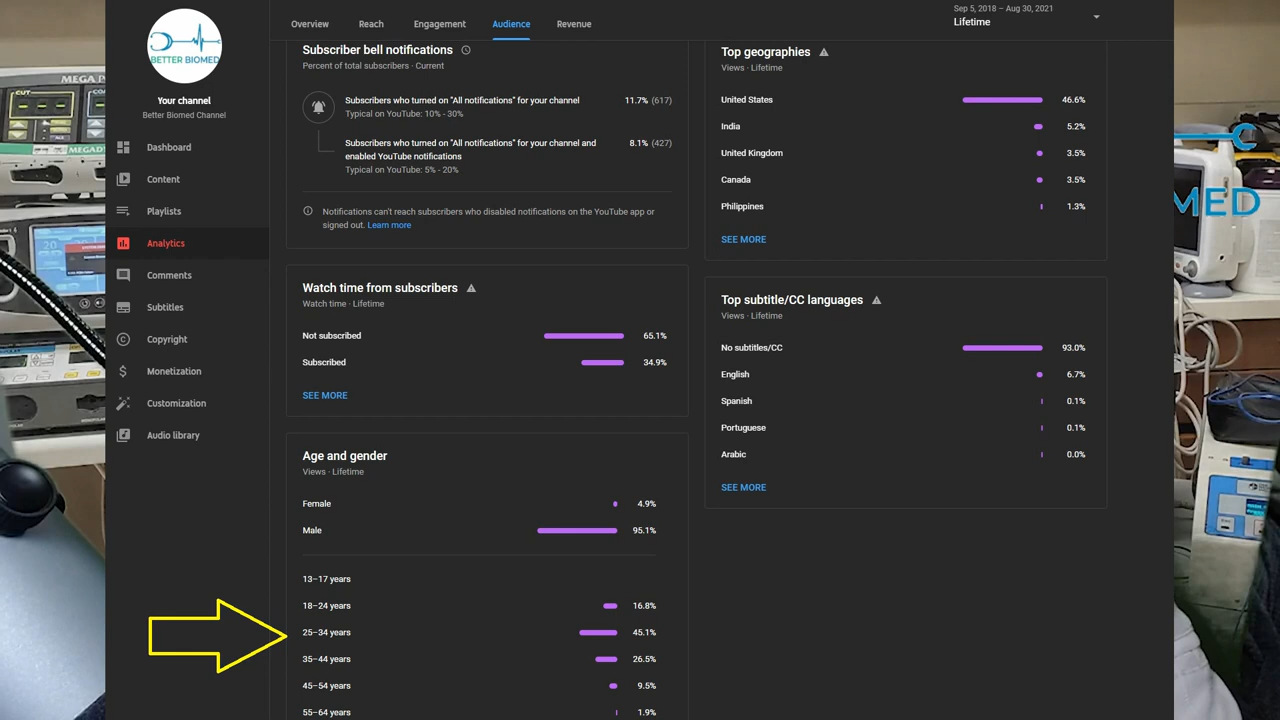 Overview
Reach
Engagement
Audience
Revenue
Sep 5, 2018 – Aug 30, 2021
Lifetime
BETTER BIOMED
Your channel
Better Biomed Channel
Dashboard
Content
Playlists
Analytics
Comments
Subtitles
Copyright
Monetization
Customization
Audio library
Subscriber bell notifications
Percent of total subscribers · Current
Subscribers who turned on "All notifications" for your channel 11.7% (617)
Typical on YouTube: 10% - 30%
Subscribers who turned on "All notifications" for your channel and 8.1% (427)
enabled YouTube notifications
Typical on YouTube: 5% - 20%
Notifications can't reach subscribers who disabled notifications on the YouTube app or
signed out. Learn more
Watch time from subscribers
Watch time · Lifetime
Not subscribed 65.1%
Subscribed 34.9%
SEE MORE
Age and gender
Views · Lifetime
Female 4.9%
Male 95.1%
13–17 years
18–24 years 16.8%
25–34 years 45.1%
35–44 years 26.5%
45–54 years 9.5%
55–64 years 1.9%
Top geographies
Views · Lifetime
United States 46.6%
India 5.2%
United Kingdom 3.5%
Canada 3.5%
Philippines 1.3%
SEE MORE
Top subtitle/CC languages
Views · Lifetime
No subtitles/CC 93.0%
English 6.7%
Spanish 0.1%
Portuguese 0.1%
Arabic 0.0%
SEE MORE
MEGA P
CUT
MEGADY
MED